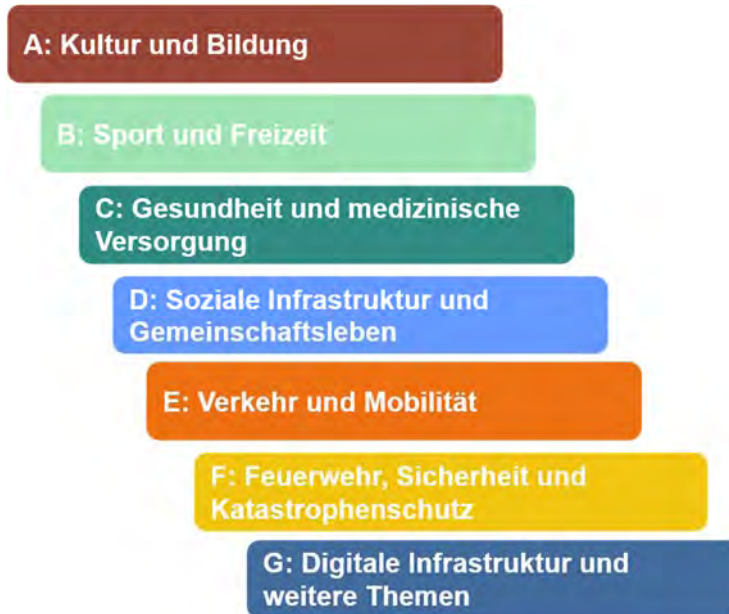 A: Kultur und Bildung
B: Sport und Freizeit
C: Gesundheit und medizinische
Versorgung
D: Soziale Infrastruktur und
Gemeinschaftsleben
E: Verkehr und Mobilität
F: Feuerwehr, Sicherheit und
Katastrophenschutz
G: Digitale Infrastruktur und
weitere Themen